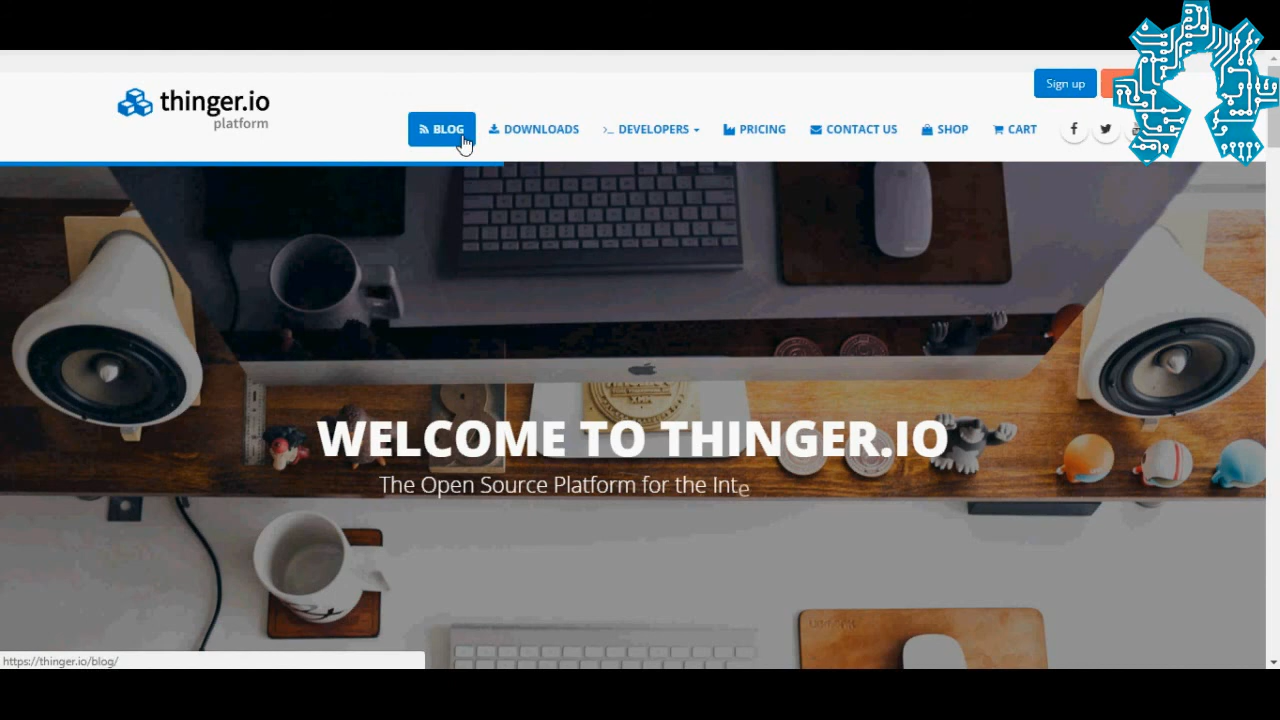 thinger.io
platform
Sign up
BLOG
DOWNLOADS
DEVELOPERS
PRICING
CONTACT US
SHOP
CART
WELCOME TO THINGER.IO
The Open Source Platform for the Inte
https://thinger.io/blog/